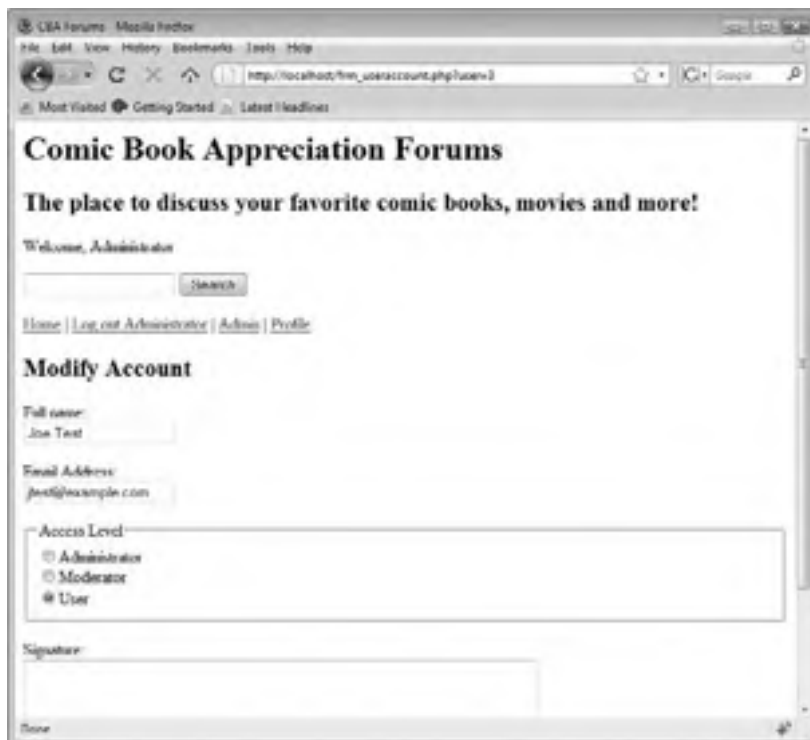 CBA Forums - Mozilla Firefox
File Edit View History Bookmarks Tools Help
http://localhost/frm_useraccount.php?user=3
Google
Most Visited Getting Started Latest Headlines
Comic Book Appreciation Forums
The place to discuss your favorite comic books, movies and more!
Welcome, Administrator
Search
Home | Log out Administrator | Admin | Profile
Modify Account
Full name:
Joe Test
Email Address:
jtest@example.com
Access Level
Administrator
Moderator
User
Signature:
Done